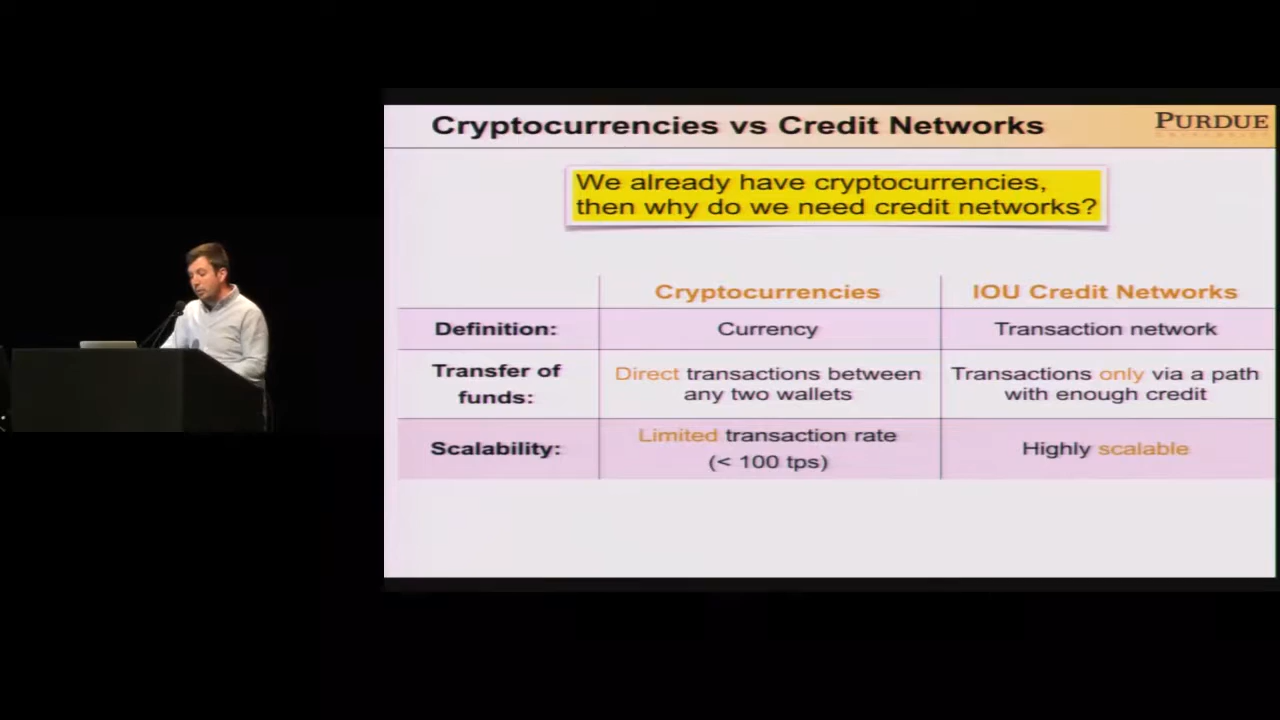 Cryptocurrencies vs Credit Networks
PURDUE
UNIVERSITY
We already have cryptocurrencies,
then why do we need credit networks?
Cryptocurrencies
IOU Credit Networks
Definition:
Currency
Transaction network
Transfer of
funds:
Direct transactions between
any two wallets
Transactions only via a path
with enough credit
Scalability:
Limited transaction rate
(< 100 tps)
Highly scalable